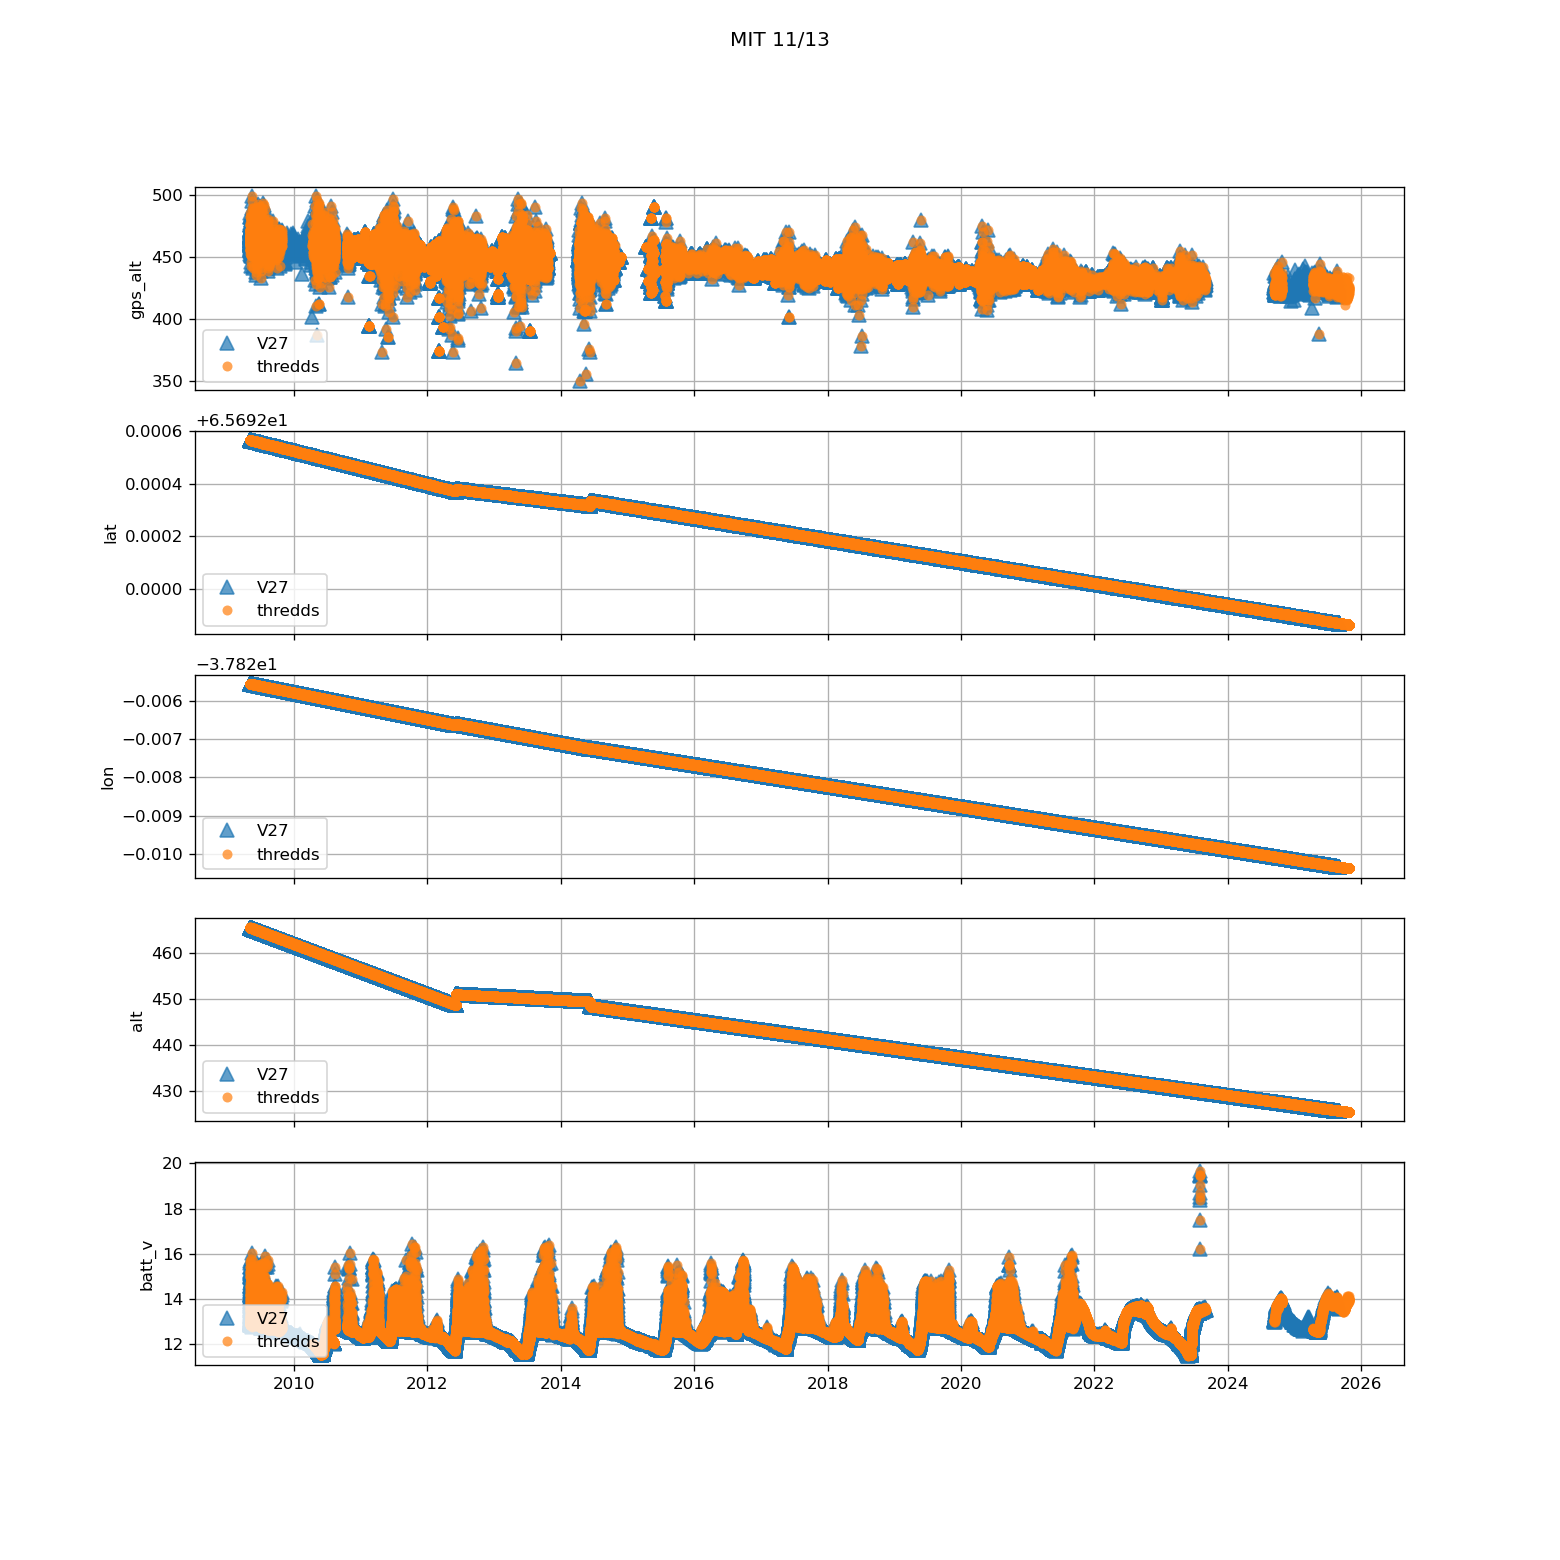 MIT 11/13
500
450
400
350
gps_alt
V27
thredds
+6.5692e1
0.0006
0.0004
0.0002
0.0000
lat
V27
thredds
−3.782e1
−0.006
−0.007
−0.008
−0.009
−0.010
lon
V27
thredds
460
450
440
430
alt
V27
thredds
20
18
16
14
12
batt_v
V27
thredds
2010 2012 2014 2016 2018 2020 2022 2024 2026